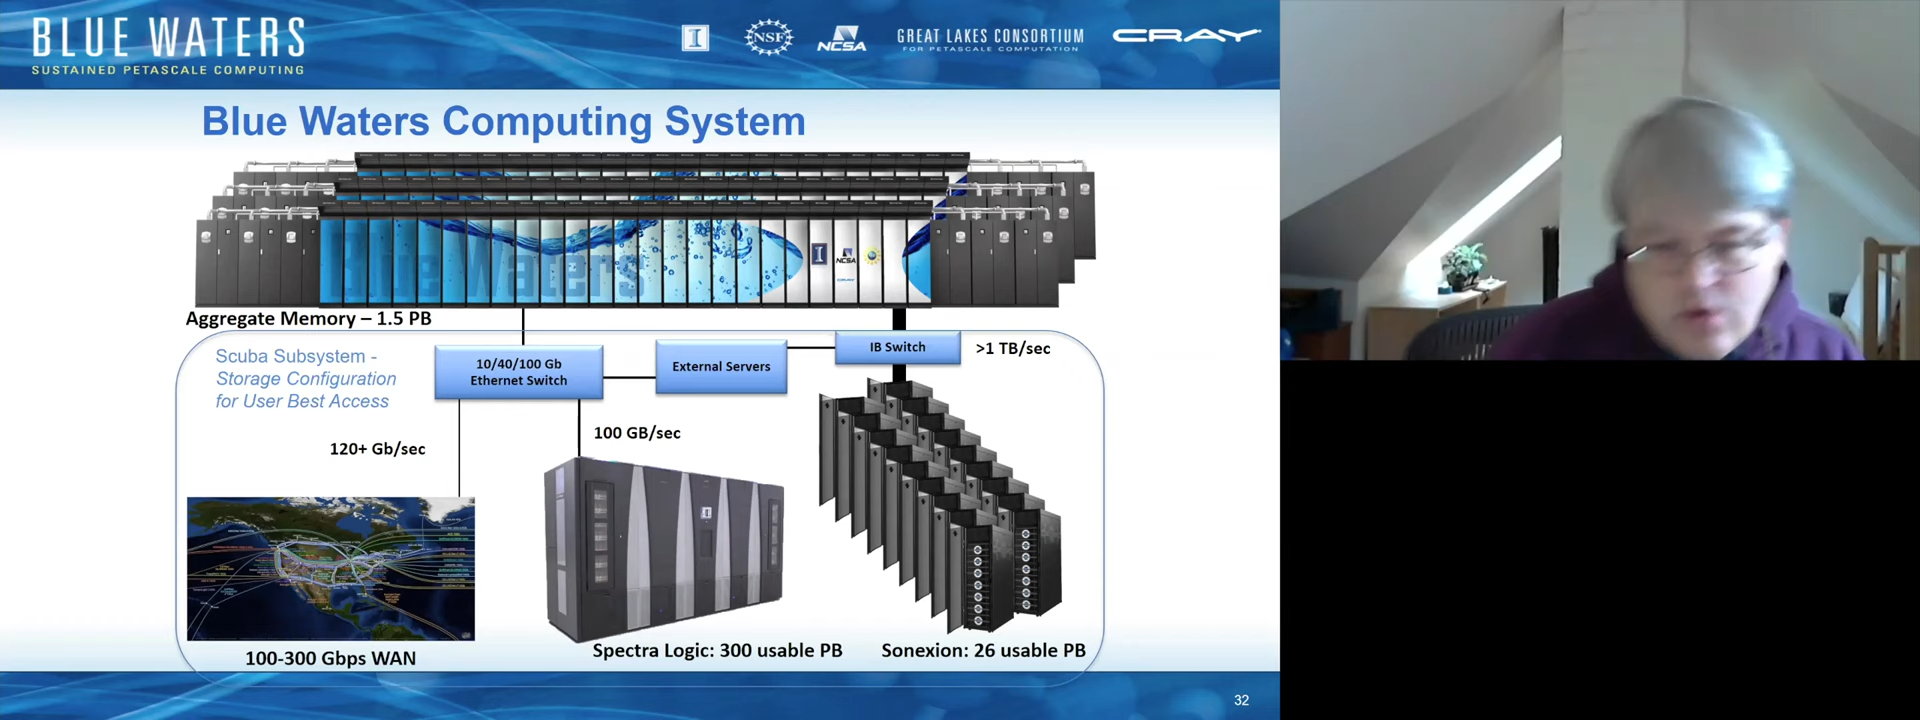 BLUE WATERS
SUSTAINED PETASCALE COMPUTING
I
NSF
NCSA
GREAT LAKES CONSORTIUM
FOR PETASCALE COMPUTATION
CRAY
Blue Waters Computing System
Blue Waters
I
NCSA
Aggregate Memory – 1.5 PB
Scuba Subsystem -
Storage Configuration
for User Best Access
10/40/100 Gb
Ethernet Switch
External Servers
IB Switch
>1 TB/sec
120+ Gb/sec
100 GB/sec
I
100-300 Gbps WAN
Spectra Logic: 300 usable PB
Sonexion: 26 usable PB
32